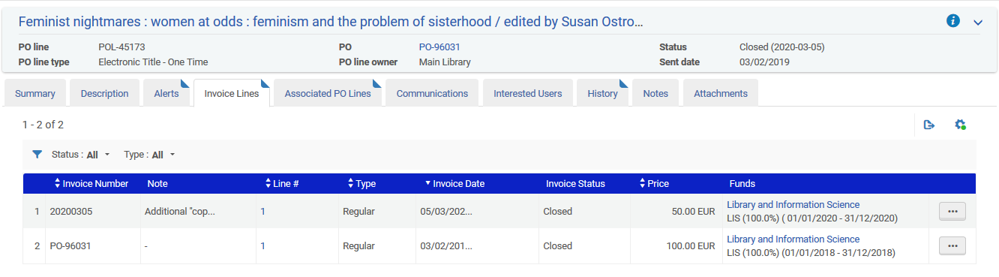 Feminist nightmares : women at odds : feminism and the problem of sisterhood / edited by Susan Ostro...
PO line POL-45173 PO PO-96031 Status Closed (2020-03-05)
PO line type Electronic Title - One Time PO line owner Main Library Sent date 03/02/2019
Summary Description Alerts Invoice Lines Associated PO Lines Communications Interested Users History Notes Attachments
1 - 2 of 2
Status : All Type : All
Invoice Number Note Line # Type Invoice Date Invoice Status Price Funds
1 20200305 Additional "cop... 1 Regular 05/03/202... Closed 50.00 EUR Library and Information Science
LIS (100.0%) ( 01/01/2020 - 31/12/2020)
2 PO-96031 - 1 Regular 03/02/201... Closed 100.00 EUR Library and Information Science
LIS (100.0%) (01/01/2018 - 31/12/2018)